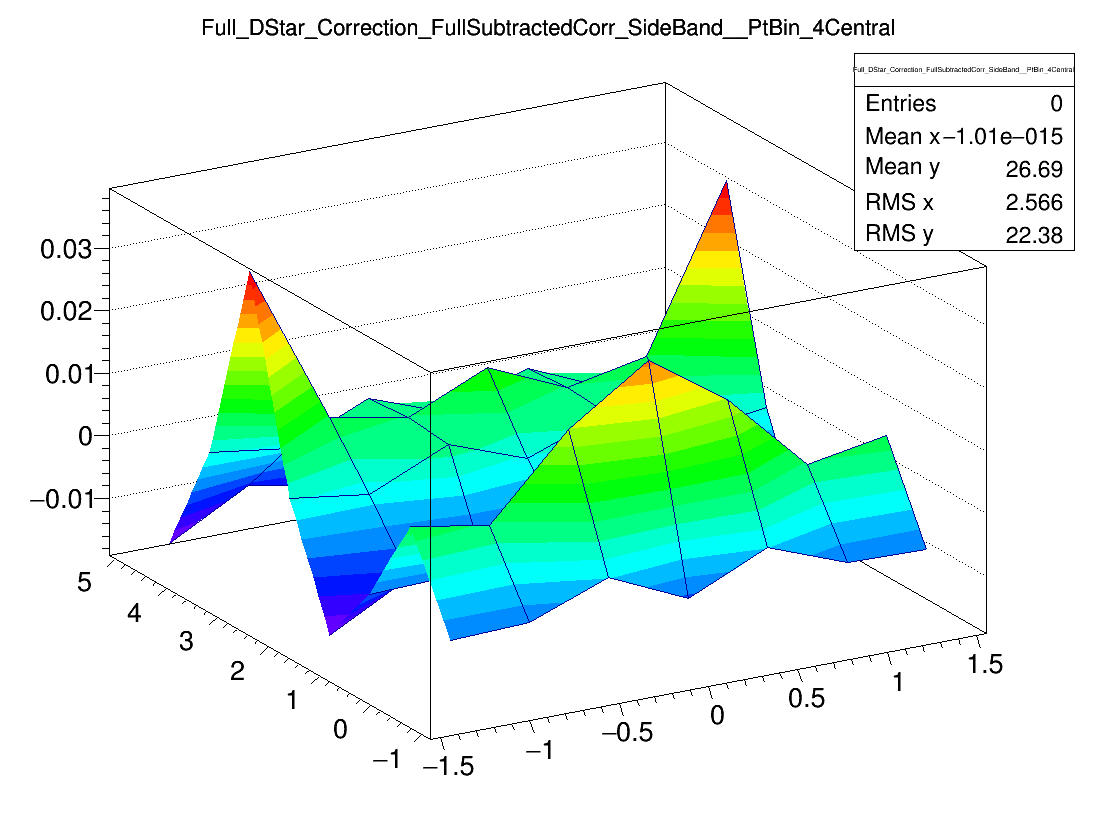 Full_DStar_Correction_FullSubtractedCorr_SideBand__PtBin_4Central
Full_DStar_Correction_FullSubtractedCorr_SideBand__PtBin_4Central
Entries 0
Mean x −1.01e−015
Mean y 26.69
RMS x 2.566
RMS y 22.38
0.03
0.02
0.01
0
−0.01
5
4
3
2
1
0
−1
−1.5
−1
−0.5
0
0.5
1
1.5